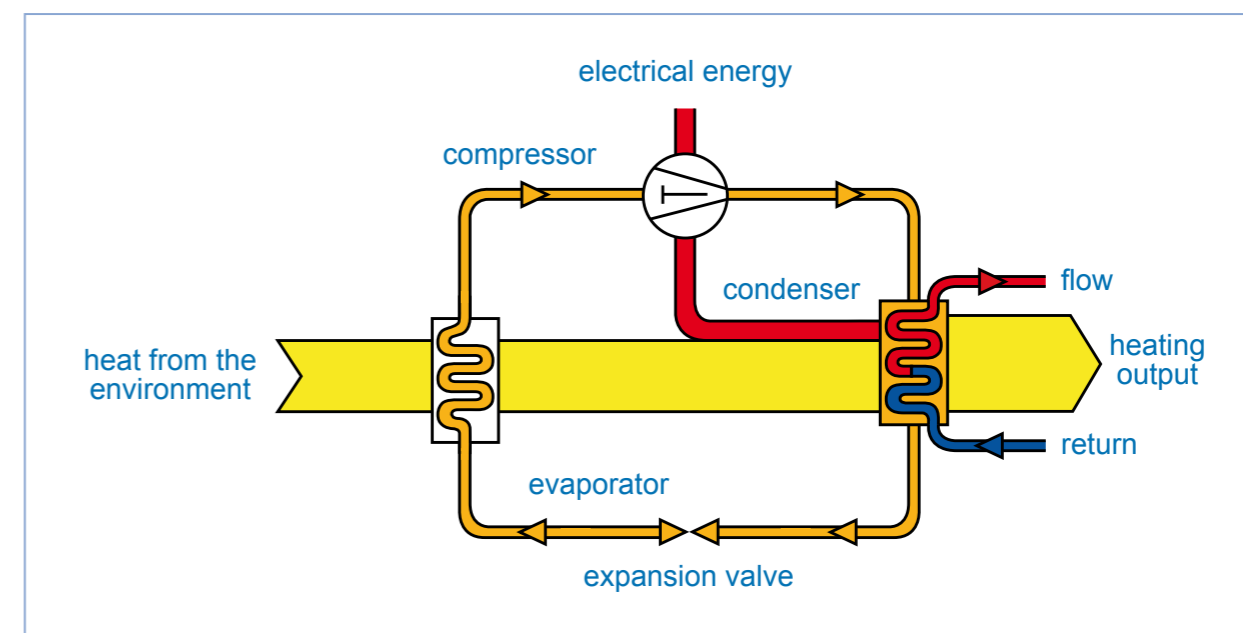 electrical energy
compressor
condenser
flow
heat from the
environment
heating
output
return
evaporator
expansion valve